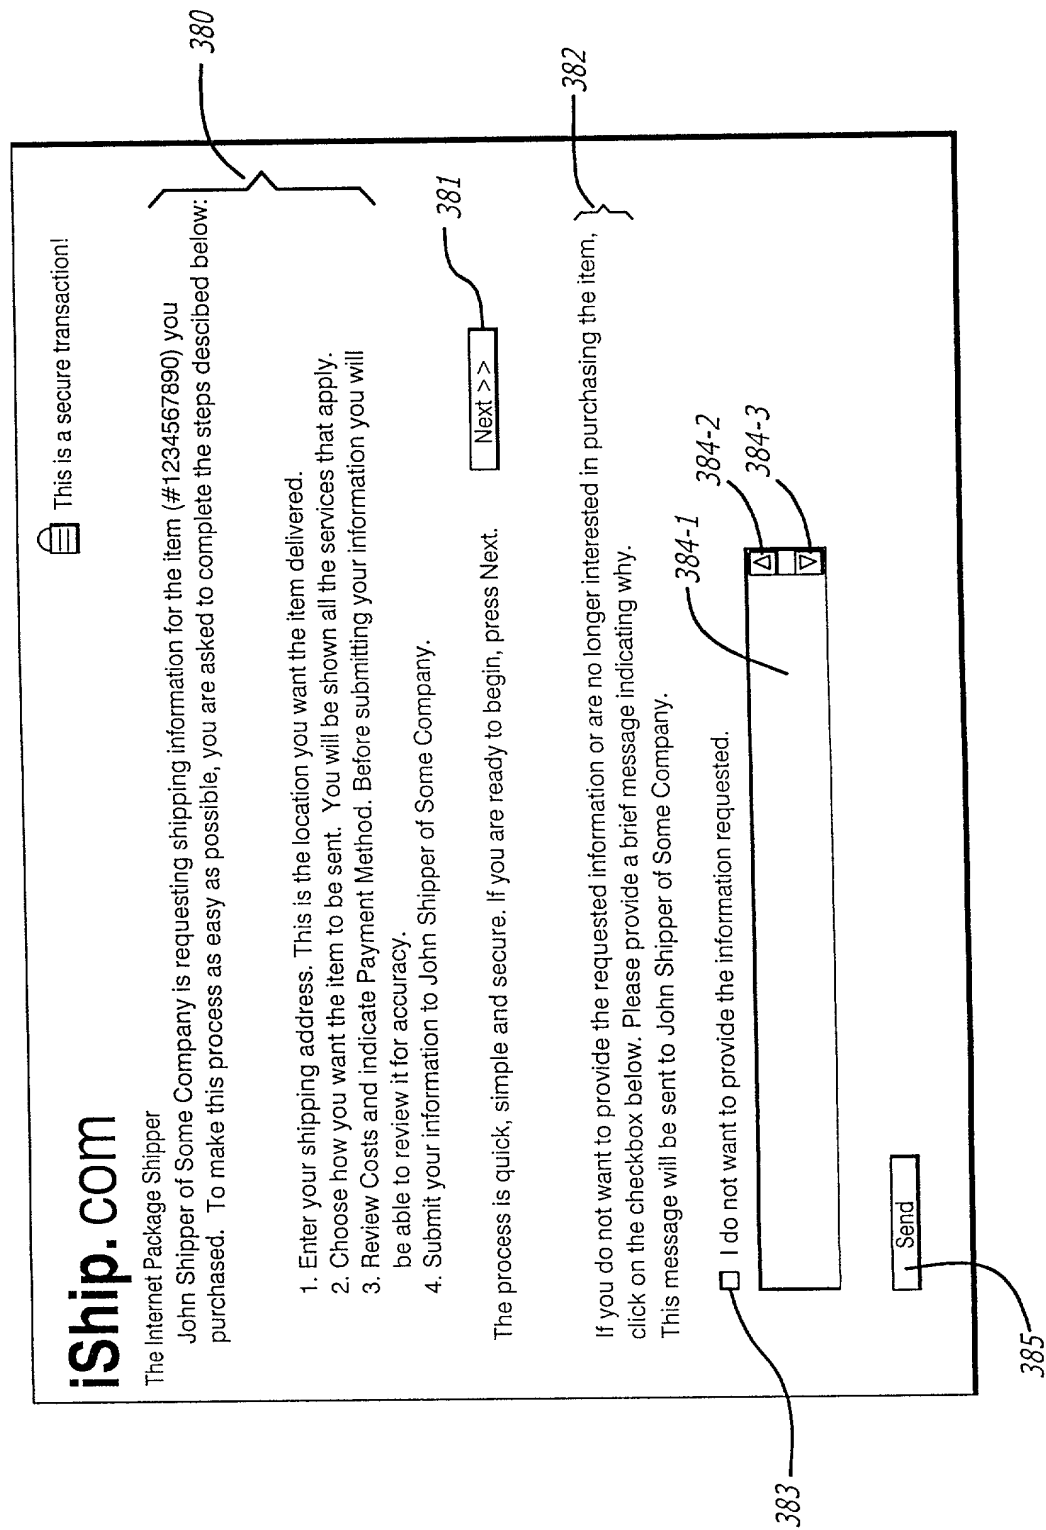 iShip.com
This is a secure transaction!
The Internet Package Shipper
John Shipper of Some Company is requesting shipping information for the item (#1234567890) you
purchased. To make this process as easy as possible, you are asked to complete the steps descibed below:
380
1. Enter your shipping address. This is the location you want the item delivered.
2. Choose how you want the item to be sent. You will be shown all the services that apply.
3. Review Costs and indicate Payment Method. Before submitting your information you will
be able to review it for accuracy.
4. Submit your information to John Shipper of Some Company.
The process is quick, simple and secure. If you are ready to begin, press Next.
Next >>
381
If you do not want to provide the requested information or are no longer interested in purchasing the item,
click on the checkbox below. Please provide a brief message indicating why.
This message will be sent to John Shipper of Some Company.
382
I do not want to provide the information requested.
383
384-1
384-2
384-3
Send
385